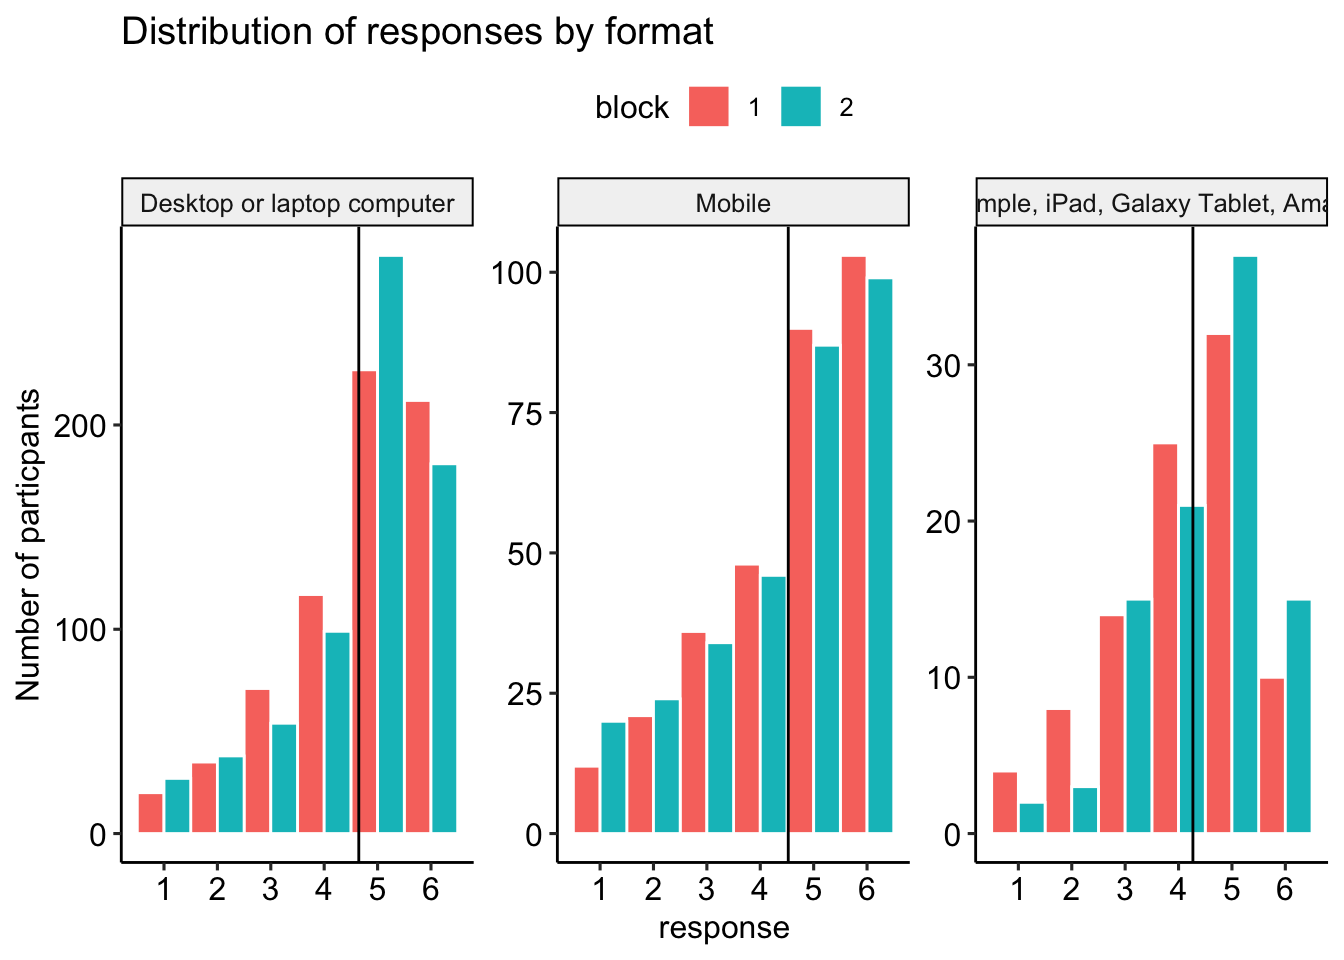 Distribution of responses by format
block 1 2
Desktop or laptop computer
Mobile
mple, iPad, Galaxy Tablet, Ama
Number of particpants
0
100
200
0
25
50
75
100
0
10
20
30
1 2 3 4 5 6
1 2 3 4 5 6
1 2 3 4 5 6
response